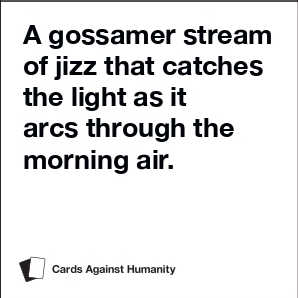 A gossamer stream
of jizz that catches
the light as it
arcs through the
morning air.
Cards Against Humanity